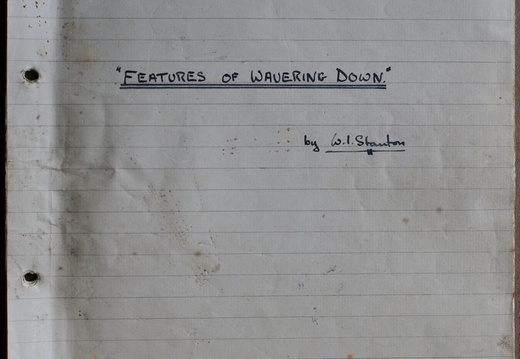 "FEATURES OF WAVERING DOWN."
by W.I. Stanton